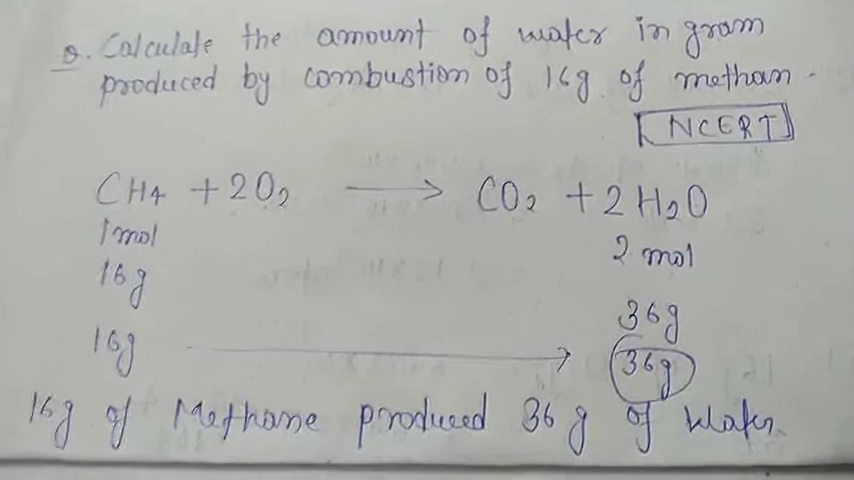 Q. Calculate the amount of water in gram
produced by combustion of 16g of methan.
[NCERT]
CH4 + 2O2 → CO2 + 2H2O
1mol 2 mol
16g
36g
16g → 36g
16g of Methane produced 36g of Water.